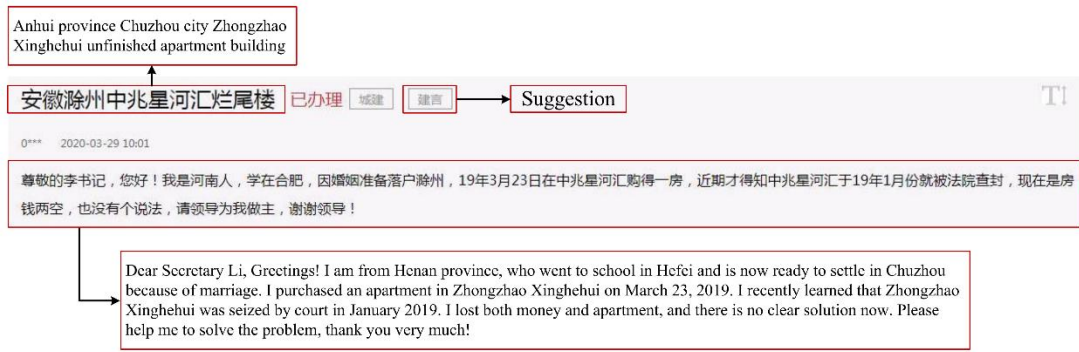 Anhui province Chuzhou city Zhongzhao
Xinghehui unfinished apartment building
安徽滁州中兆星河汇烂尾楼 已办理 城建 建言 Suggestion T
0*** 2020-03-29 10:01
尊敬的李书记，您好！我是河南人，学在合肥，因婚姻准备落户滁州，19年3月23日在中兆星河汇购得一房，近期才得知中兆星河汇于19年1月份就被法院查封，现在是房
钱两空，也没有个说法，请领导为我做主，谢谢领导！
Dear Secretary Li, Greetings! I am from Henan province, who went to school in Hefei and is now ready to settle in Chuzhou
because of marriage. I purchased an apartment in Zhongzhao Xinghehui on March 23, 2019. I recently learned that Zhongzhao
Xinghehui was seized by court in January 2019. I lost both money and apartment, and there is no clear solution now. Please
help me to solve the problem, thank you very much!